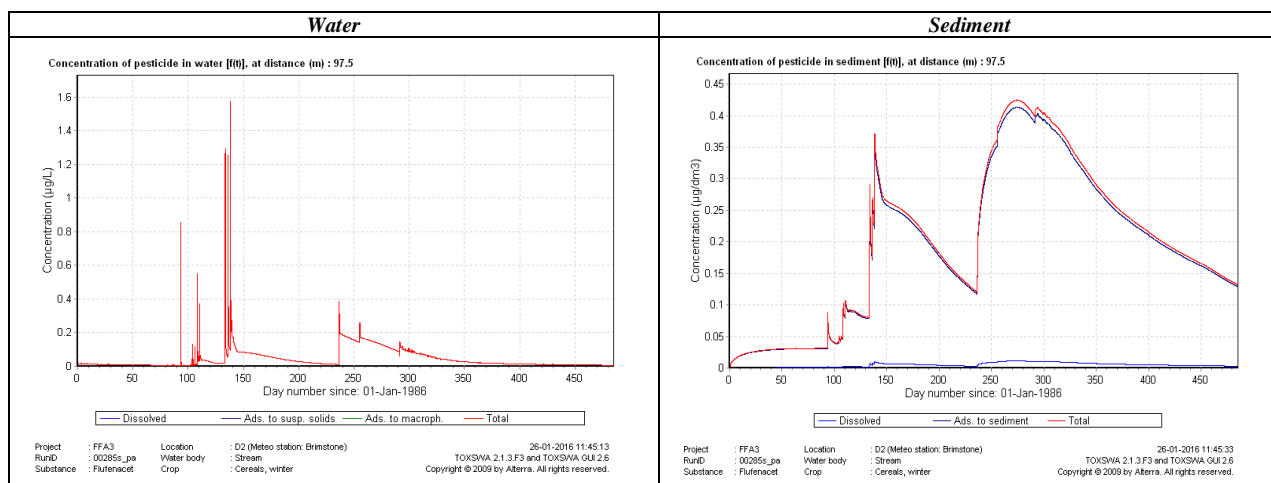 Water
Sediment
Concentration of pesticide in water [f(t)], at distance (m) : 97.5
1.6
1.4
1.2
1
0.8
0.6
0.4
0.2
0
Concentration (µg/L)
0 50 100 150 200 250 300 350 400 450
Day number since: 01-Jan-1986
Dissolved Ads. to susp. solids Ads. to macroph. Total
Project : FFA3 Location : D2 (Meteo station: Brimstone) 26-01-2016 11:45:13
RunID : 00285s_pa Water body : Stream TOXSWA 2.1.3.F3 and TOXSWA GUI 2.6
Substance : Flufenacet Crop : Cereals, winter Copyright © 2009 by Alterra. All rights reserved.
Concentration of pesticide in sediment [f(t)], at distance (m) : 97.5
0.45
0.4
0.35
0.3
0.25
0.2
0.15
0.1
0.05
0
Concentration (µg/dm3)
0 50 100 150 200 250 300 350 400 450
Day number since: 01-Jan-1986
Dissolved Ads. to sediment Total
Project : FFA3 Location : D2 (Meteo station: Brimstone) 26-01-2016 11:45:33
RunID : 00285s_pa Water body : Stream TOXSWA 2.1.3.F3 and TOXSWA GUI 2.6
Substance : Flufenacet Crop : Cereals, winter Copyright © 2009 by Alterra. All rights reserved.